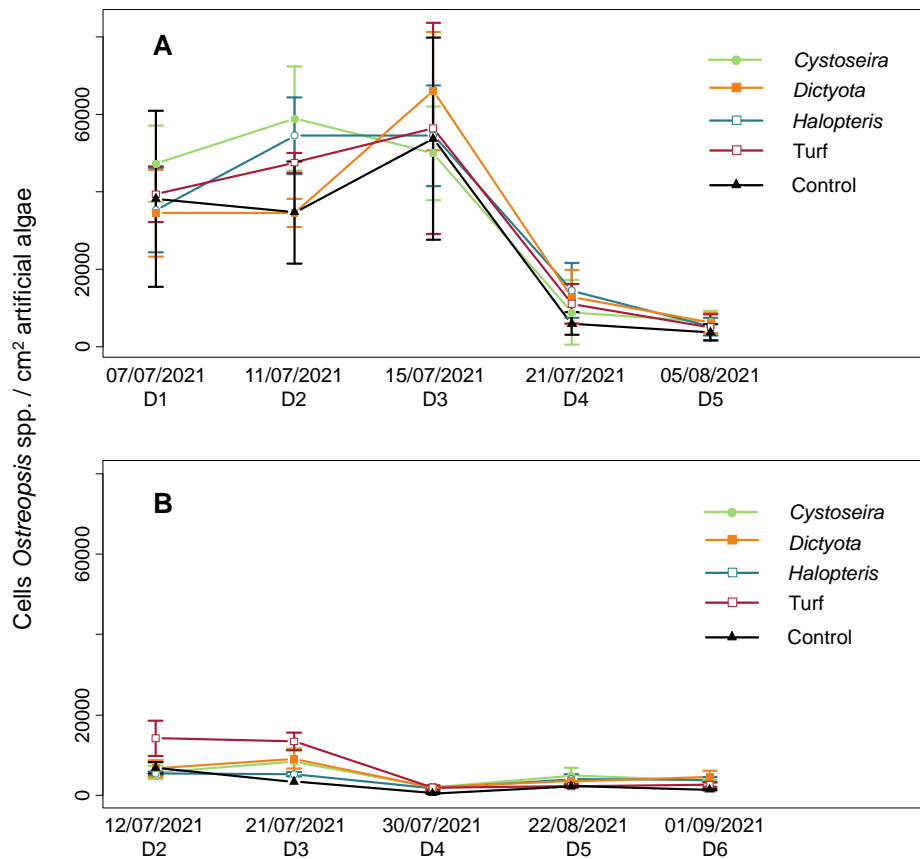 Cells Ostreopsis spp. / cm² artificial algae
A
Cystoseira
Dictyota
Halopteris
Turf
Control
60000
20000
0
07/07/2021 11/07/2021 15/07/2021 21/07/2021 05/08/2021
D1 D2 D3 D4 D5
B
Cystoseira
Dictyota
Halopteris
Turf
Control
60000
20000
0
12/07/2021 21/07/2021 30/07/2021 22/08/2021 01/09/2021
D2 D3 D4 D5 D6